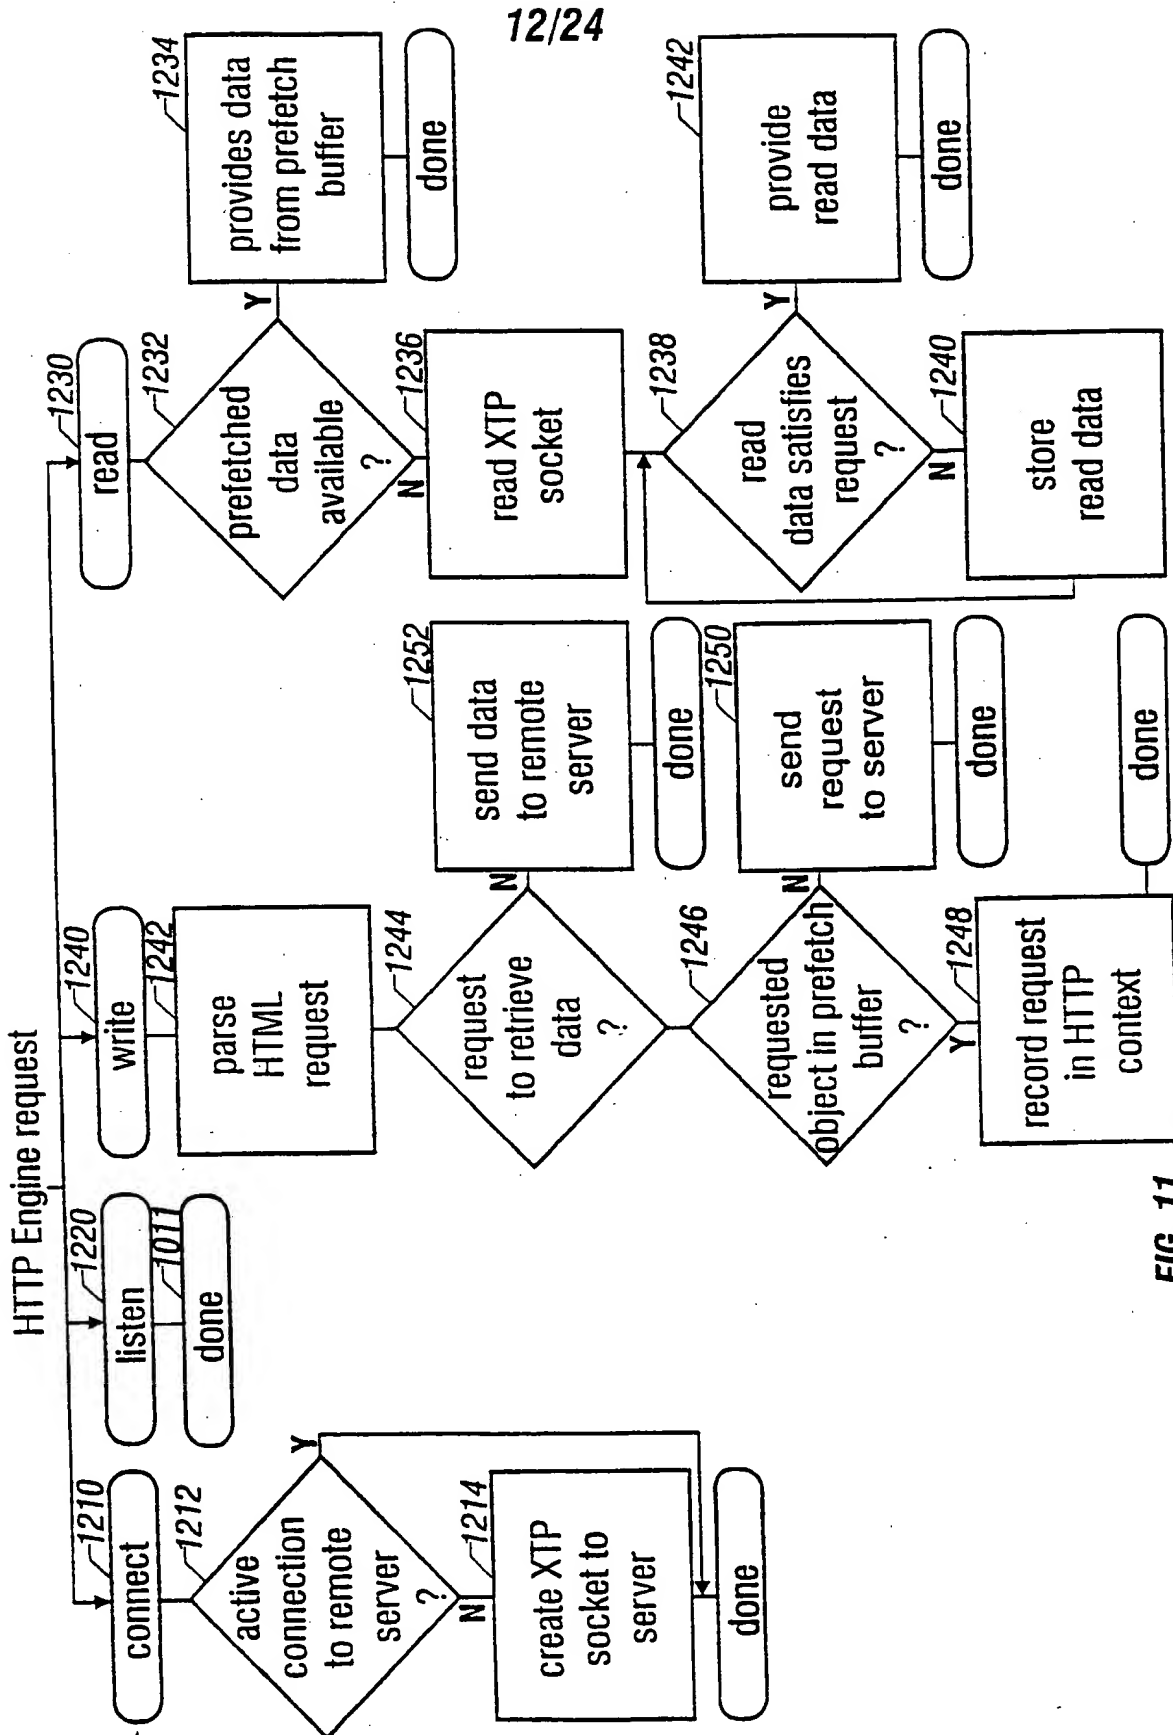 12/24
HTTP Engine request
1210
connect
1212
active
connection
to remote
server
?
Y
N
1214
create XTP
socket to
server
done
1220
listen
1011
done
1240
write
1242
parse
HTML
request
1244
request
to retrieve
data
?
N
1252
send data
to remote
server
done
1246
requested
object in prefetch
buffer
?
N
1250
send
request
to server
done
Y
1248
record request
in HTTP
context
done
1230
read
1232
prefetched
data
available
?
Y
1234
provides data
from prefetch
buffer
done
N
1236
read XTP
socket
1238
read
data satisfies
request
?
Y
1242
provide
read data
done
N
1240
store
read data
FIG. 11